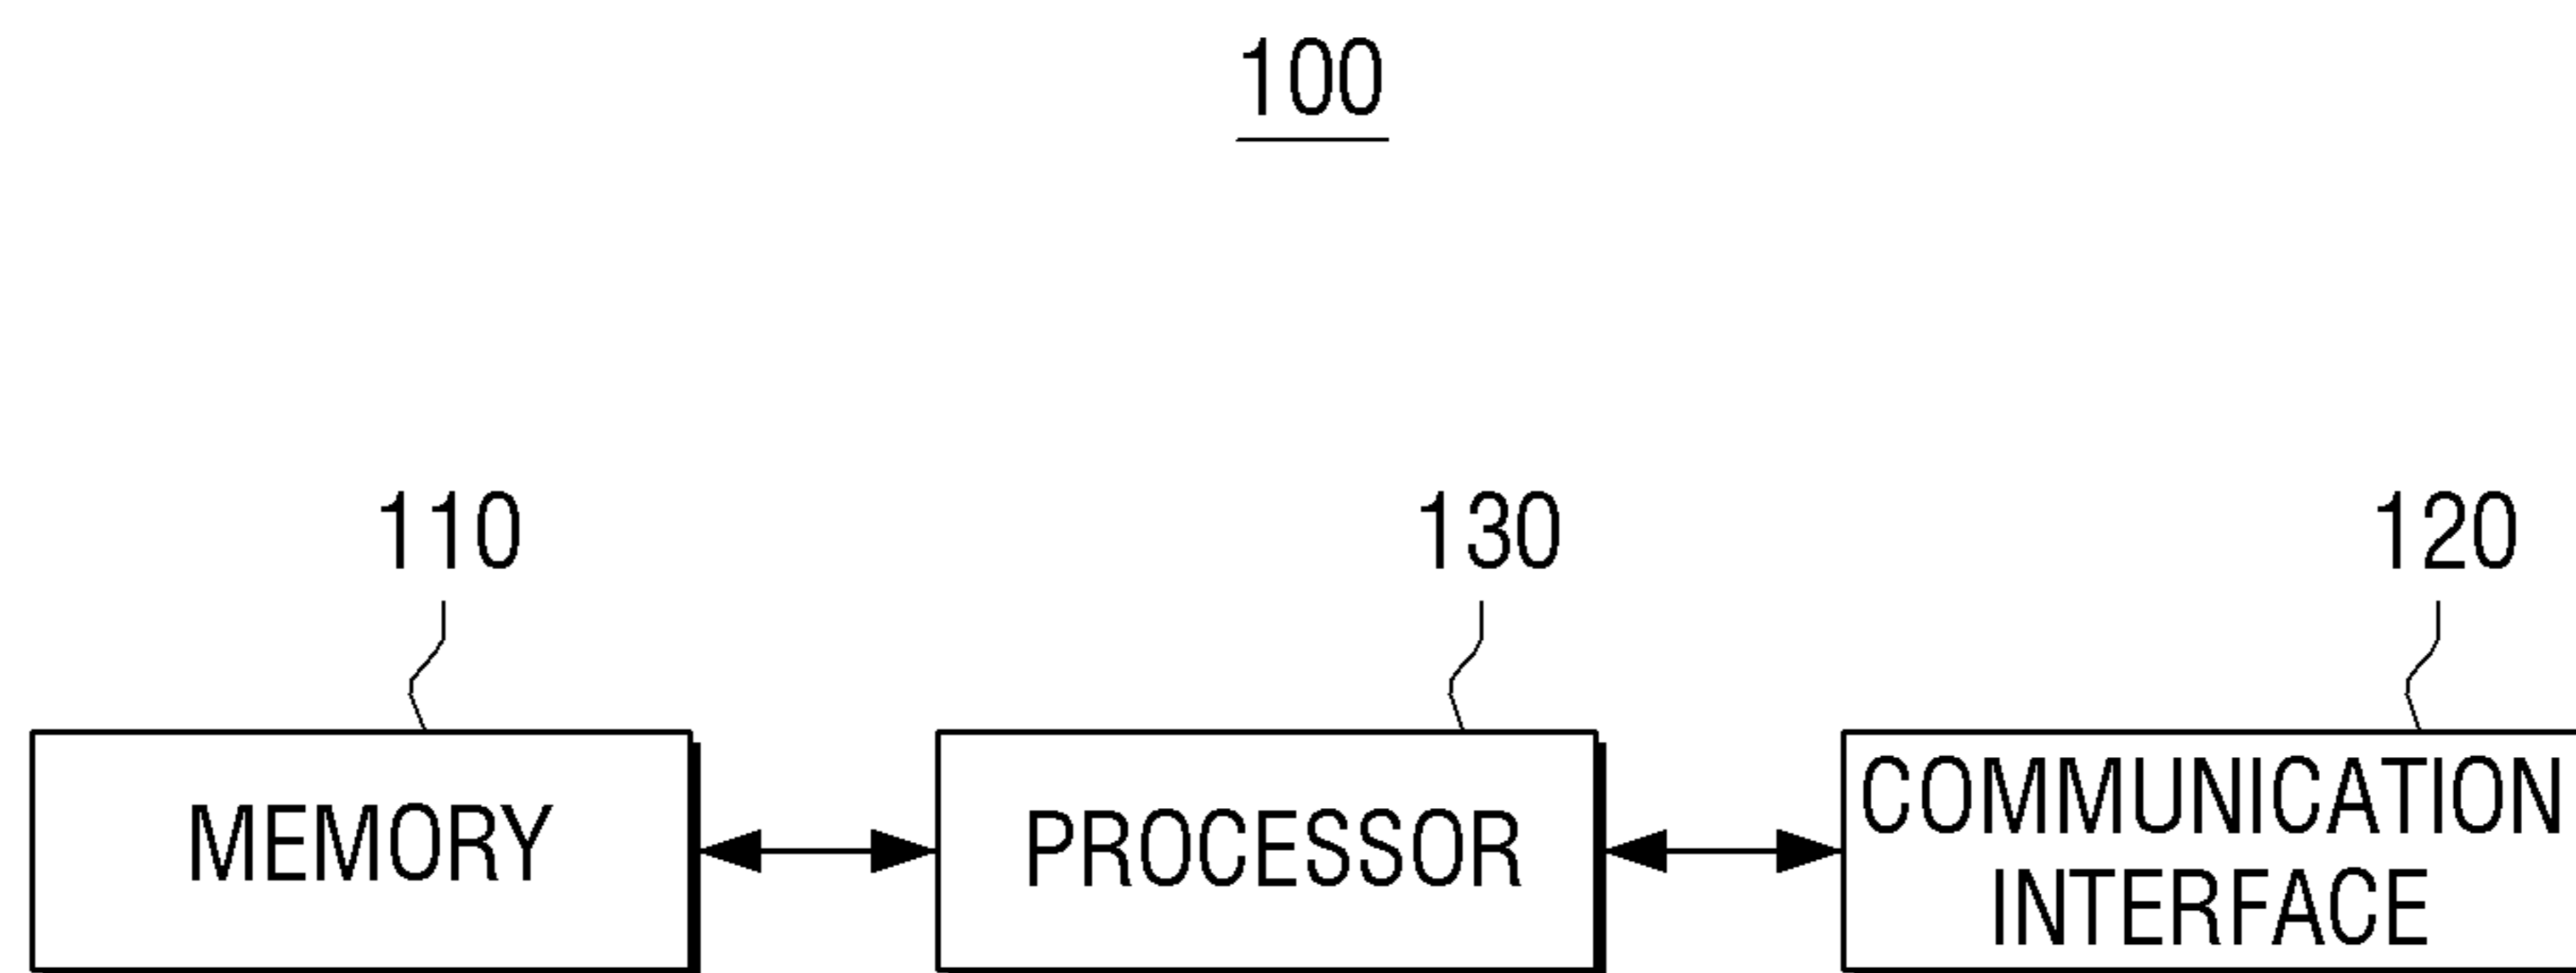 100
110
130
120
MEMORY
PROCESSOR
COMMUNICATION
INTERFACE